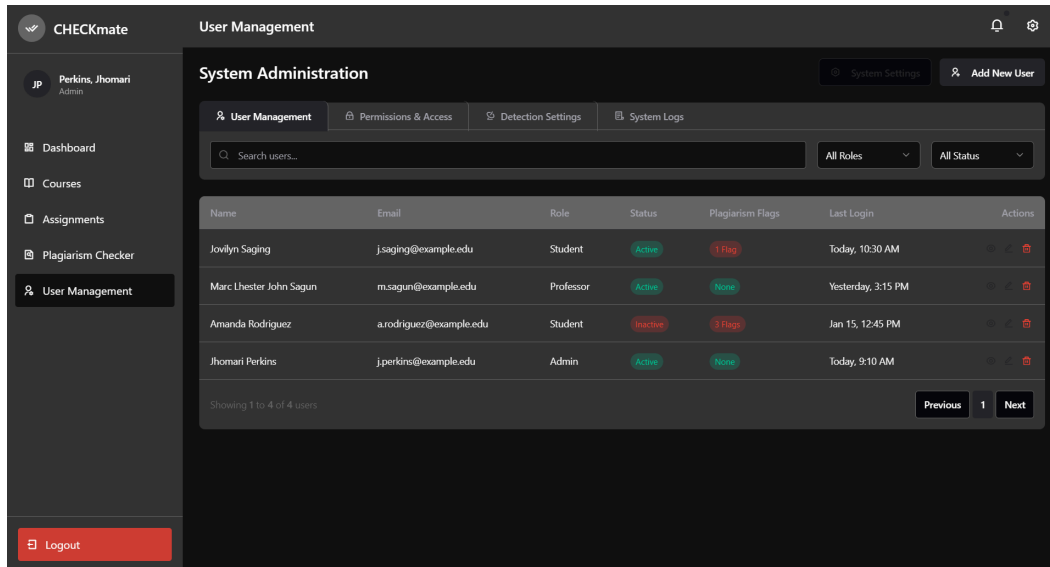 CHECKmate
User Management
JP
Perkins, Jhomari
Admin
Dashboard
Courses
Assignments
Plagiarism Checker
User Management
Logout
System Administration
System Settings
Add New User
User Management
Permissions & Access
Detection Settings
System Logs
Search users...
All Roles
All Status
Name Email Role Status Plagiarism Flags Last Login Actions
Jovilyn Saging j.saging@example.edu Student Active 1 Flag Today, 10:30 AM
Marc Lhester John Sagun m.sagun@example.edu Professor Active None Yesterday, 3:15 PM
Amanda Rodriguez a.rodriguez@example.edu Student Inactive 3 Flags Jan 15, 12:45 PM
Jhomari Perkins j.perkins@example.edu Admin Active None Today, 9:10 AM
Showing 1 to 4 of 4 users
Previous 1 Next